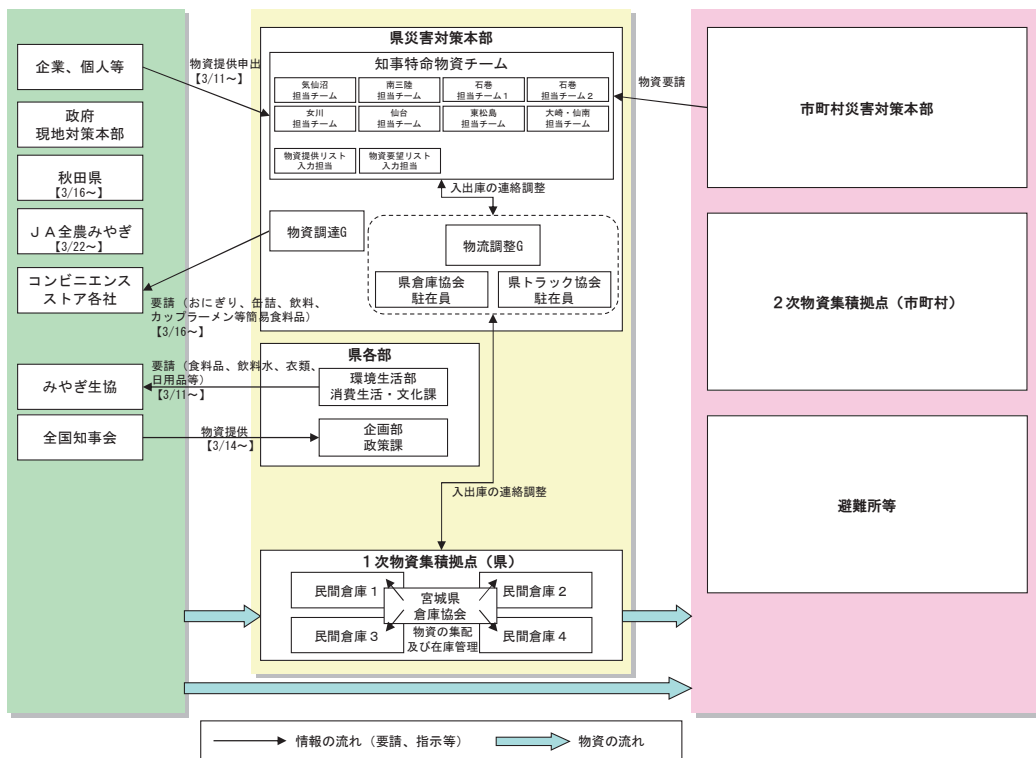 企業、個人等
政府
現地対策本部
秋田県
【3/16～】
ＪＡ全農みやぎ
【3/22～】
コンビニエンス
ストア各社
みやぎ生協
全国知事会
物資提供申出
【3/11～】
要請（おにぎり、缶詰、飲料、
カップラーメン等簡易食料品）
【3/16～】
要請（食料品、飲料水、衣類、
日用品等）
【3/11～】
物資提供
【3/14～】
県災害対策本部
知事特命物資チーム
気仙沼
担当チーム
南三陸
担当チーム
石巻
担当チーム１
石巻
担当チーム２
女川
担当チーム
仙台
担当チーム
東松島
担当チーム
大崎・仙南
担当チーム
物資提供リスト
入力担当
物資要望リスト
入力担当
入出庫の連絡調整
物資調達G
物流調整G
県倉庫協会
駐在員
県トラック協会
駐在員
県各部
環境生活部
消費生活・文化課
企画部
政策課
入出庫の連絡調整
１次物資集積拠点（県）
民間倉庫１
民間倉庫２
宮城県
倉庫協会
民間倉庫３
物資の集配
及び在庫管理
民間倉庫４
物資要請
市町村災害対策本部
２次物資集積拠点（市町村）
避難所等
情報の流れ（要請、指示等）
物資の流れ